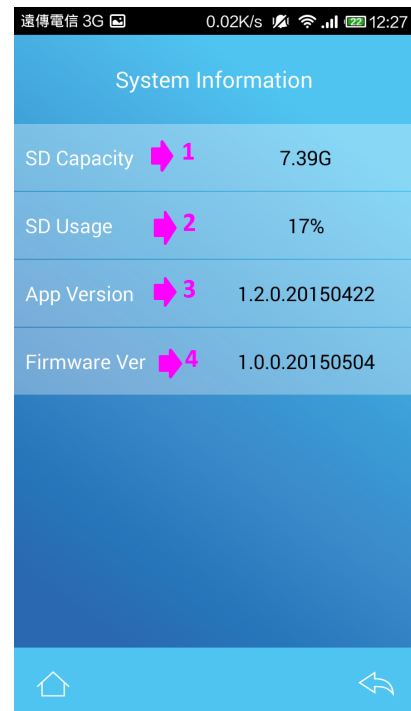 遠傳電信 3G 0.02K/s 22 12:27
System Information
SD Capacity 1 7.39G
SD Usage 2 17%
App Version 3 1.2.0.20150422
Firmware Ver 4 1.0.0.20150504